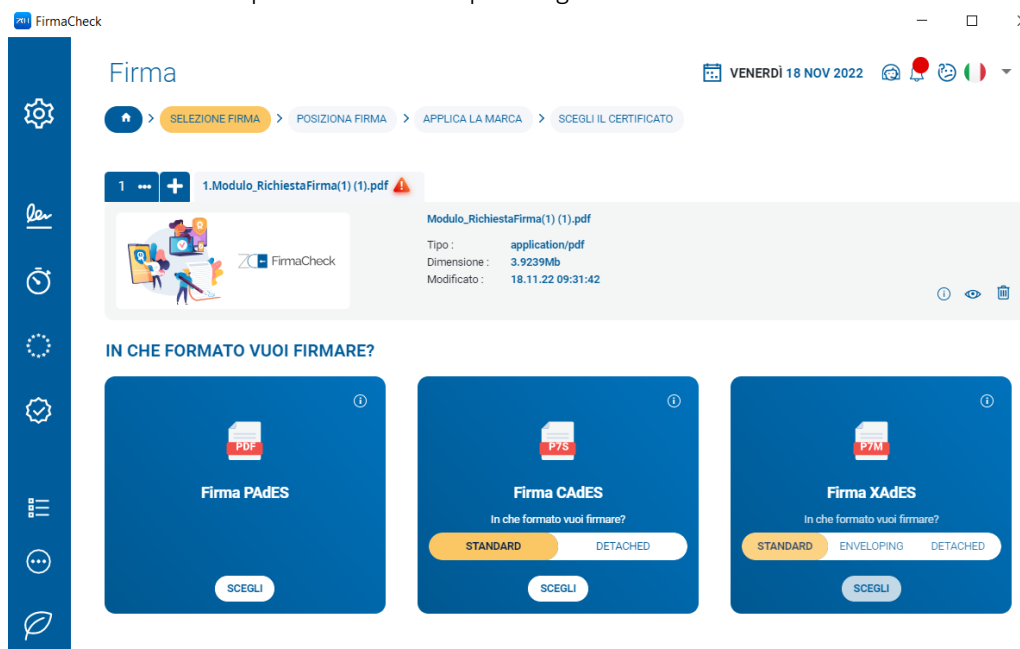 FirmaCheck
Firma
VENERDÌ 18 NOV 2022
> SELEZIONE FIRMA > POSIZIONA FIRMA > APPLICA LA MARCA > SCEGLI IL CERTIFICATO
1 ••• + 1.Modulo_RichiestaFirma(1) (1).pdf
FirmaCheck
Modulo_RichiestaFirma(1) (1).pdf
Tipo : application/pdf
Dimensione : 3.9239Mb
Modificato : 18.11.22 09:31:42
IN CHE FORMATO VUOI FIRMARE?
PDF
Firma PAdES
SCEGLI
P7S
Firma CAdES
In che formato vuoi firmare?
STANDARD DETACHED
SCEGLI
P7M
Firma XAdES
In che formato vuoi firmare?
STANDARD ENVELOPING DETACHED
SCEGLI